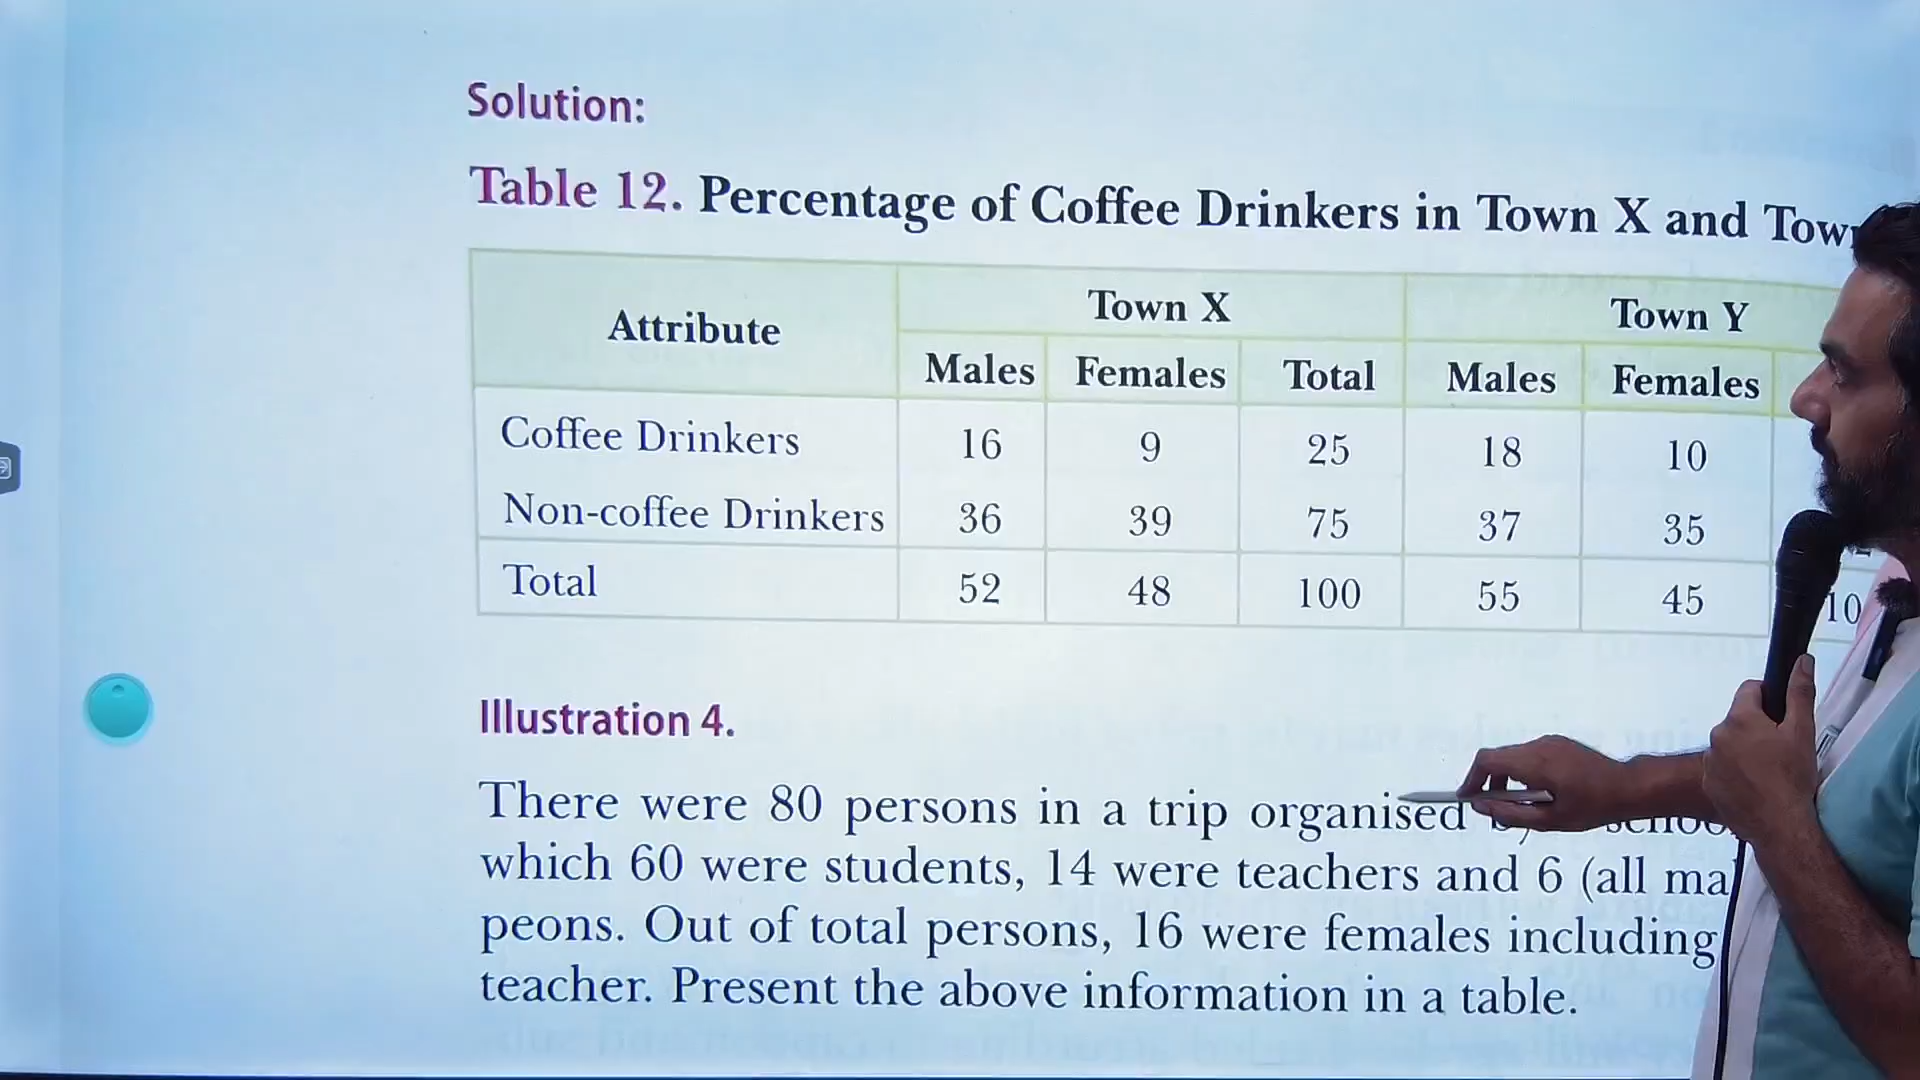 Solution:
Table 12. Percentage of Coffee Drinkers in Town X and
Attribute Town X Town Y
Males Females Total Males Females
Coffee Drinkers 16 9 25 18 10
Non-coffee Drinkers 36 39 75 37 35
Total 52 48 100 55 45
Illustration 4.
There were 80 persons in a trip organised
which 60 were students, 14 were teachers and 6 (all
peons. Out of total persons, 16 were females including
teacher. Present the above information in a table.